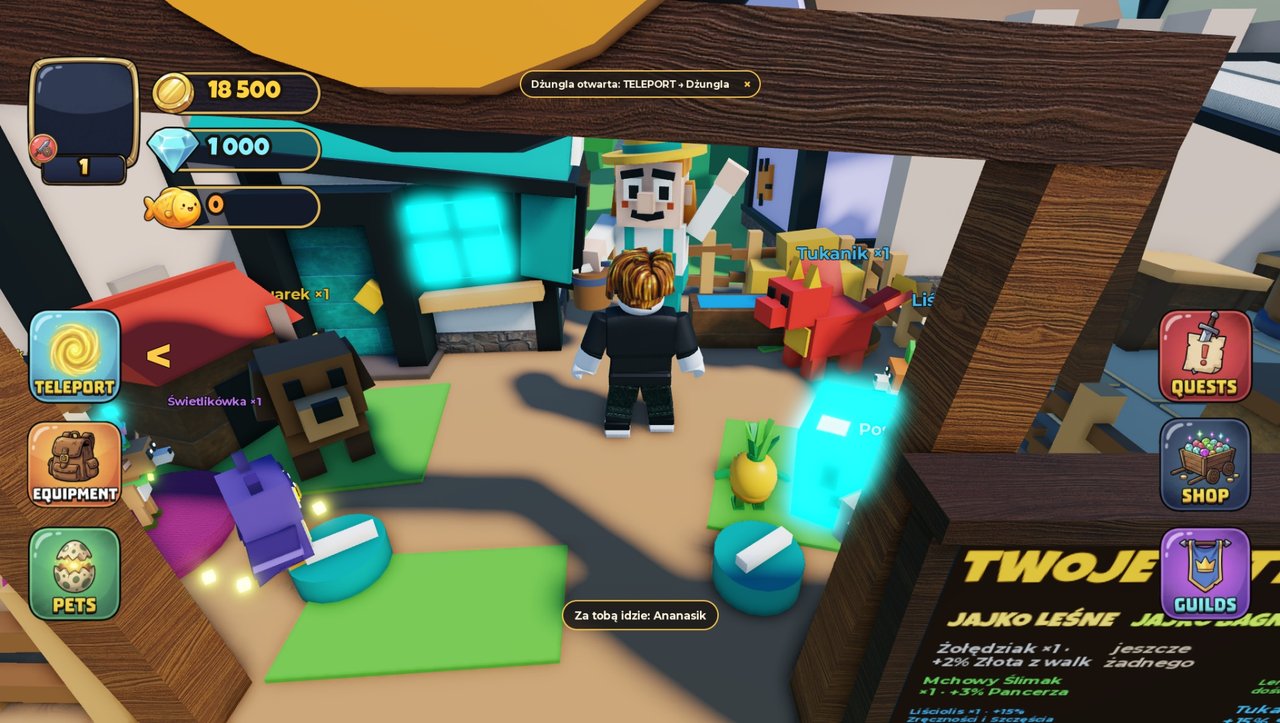 18 500
Dżungla otwarta: TELEPORT → Dżungla ×
1 000
1
0
Tukanik ×1
arek ×1
TELEPORT
<
Świetlikówka ×1
QUESTS
EQUIPMENT
SHOP
PETS
GUILDS
Za tobą idzie: Ananasik
TWOJE
JAJKO LEŚNE
Żołędziak ×1 ·
+2% Złota z walk
jeszcze
żadnego
Mchowy Ślimak
×1 · +3% Pancerza
Liściolis ×1 · +15%
Zręczności i Szczęścia